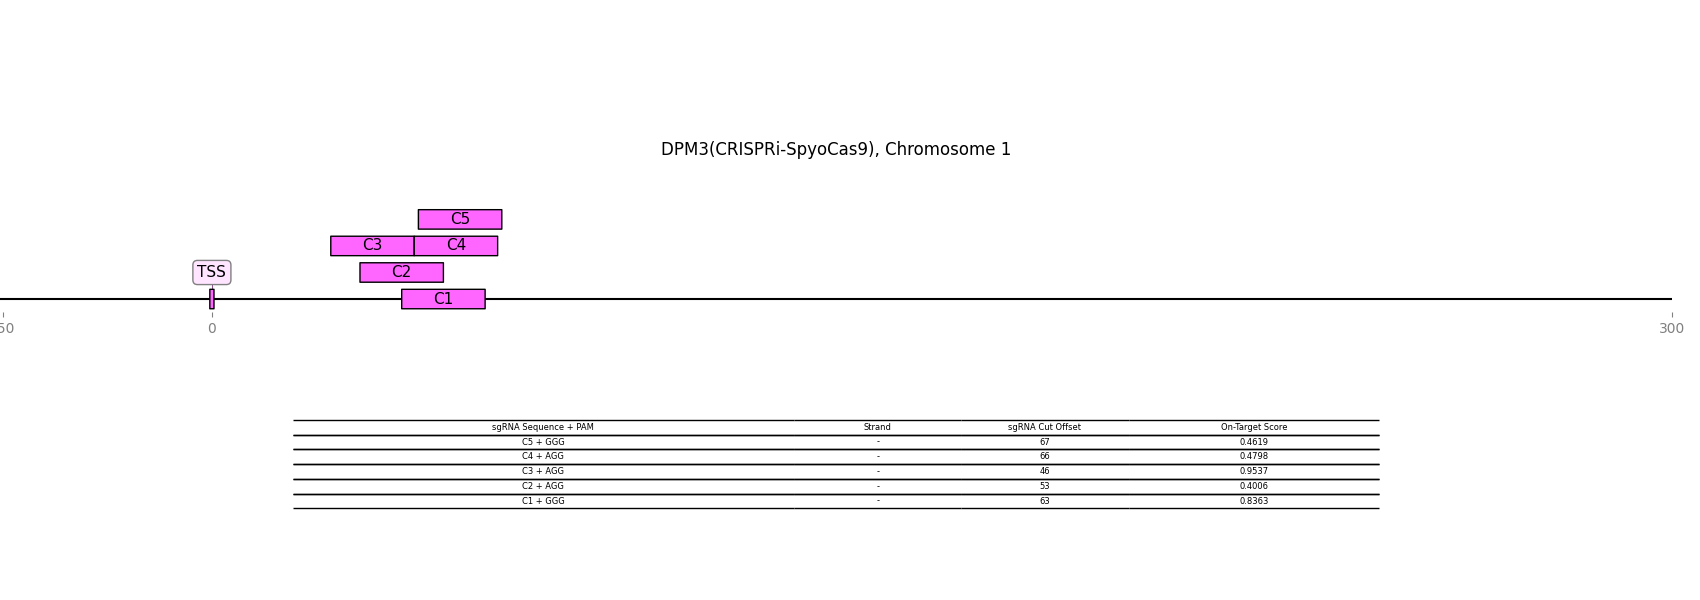 DPM3(CRISPRi-SpyoCas9), Chromosome 1
C5
C3 C4
TSS C2
C1
50 0 300
sgRNA Sequence + PAM Strand sgRNA Cut Offset On-Target Score
C5 + GGG - 67 0.4619
C4 + AGG - 66 0.4798
C3 + AGG - 46 0.9537
C2 + AGG - 53 0.4006
C1 + GGG - 63 0.8363